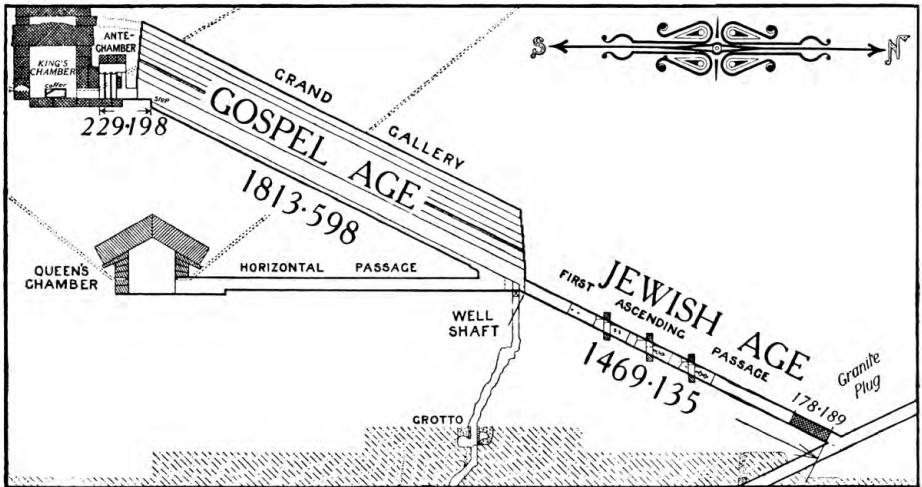 ANTE-
CHAMBER
KING'S
CHAMBER
Coffer
STEP
229·198
S
N
GRAND
GALLERY
GOSPEL AGE
1813·598
QUEEN'S
CHAMBER
HORIZONTAL PASSAGE
WELL
SHAFT
GROTTO
JEWISH AGE
FIRST
ASCENDING
PASSAGE
1469·135
178·189
Granite
Plug